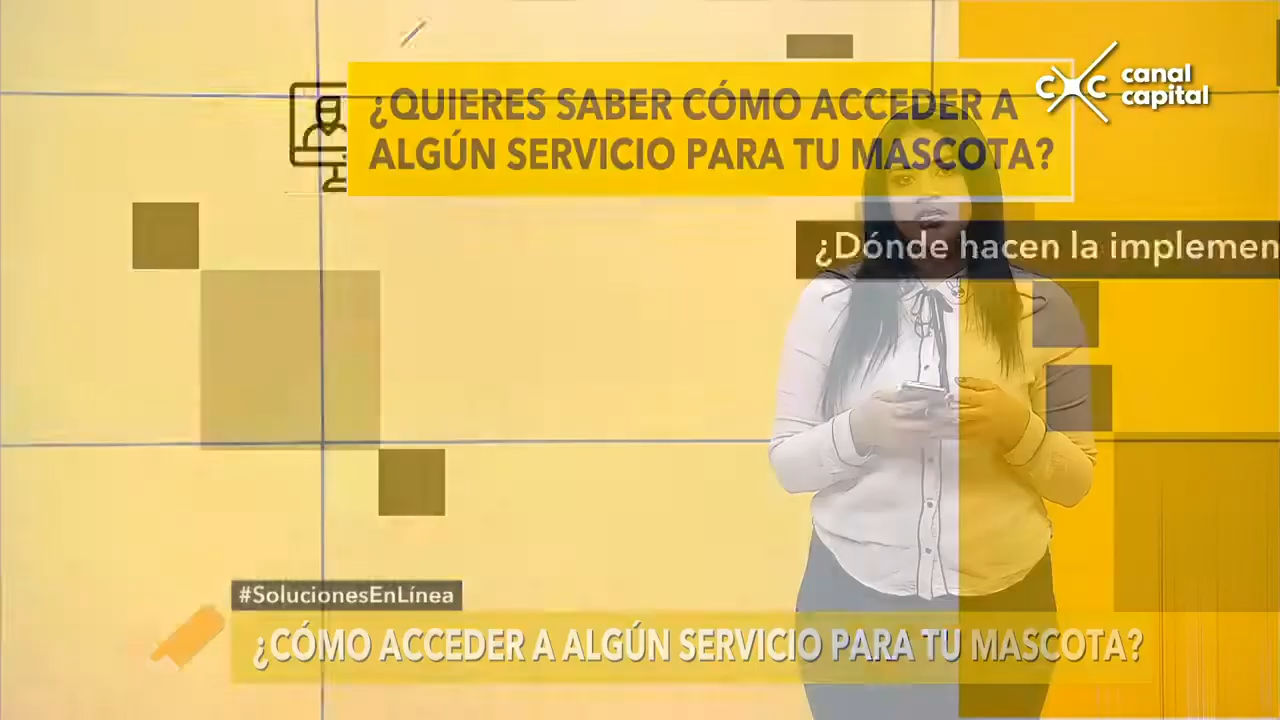 canal
capital
¿QUIERES SABER CÓMO ACCEDER A
ALGÚN SERVICIO PARA TU MASCOTA?
¿Dónde hacen la implemen
#SolucionesEnLínea
¿CÓMO ACCEDER A ALGÚN SERVICIO PARA TU MASCOTA?